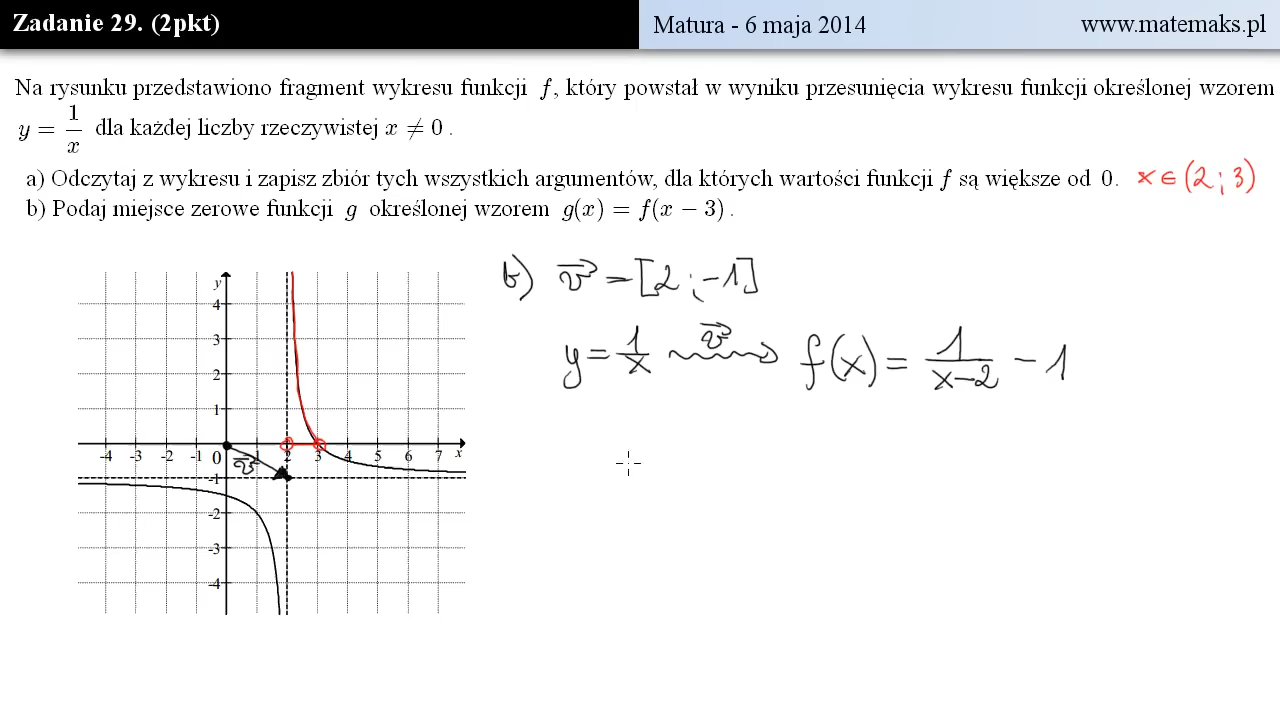 Zadanie 29. (2pkt)
Matura - 6 maja 2014
www.matemaks.pl
Na rysunku przedstawiono fragment wykresu funkcji f, który powstał w wyniku przesunięcia wykresu funkcji określonej wzorem
y = 1/x dla każdej liczby rzeczywistej x ≠ 0 .
a) Odczytaj z wykresu i zapisz zbiór tych wszystkich argumentów, dla których wartości funkcji f są większe od 0. x ∈ (2 ; 3)
b) Podaj miejsce zerowe funkcji g określonej wzorem g(x) = f(x − 3) .
b) v⃗ = [2 ; −1]
y = 1/x v⃗ f(x) = 1/(x−2) − 1
y
4
3
2
1
-4 -3 -2 -1 0 2 3 4 5 6 7 x
v⃗
-1
-2
-3
-4